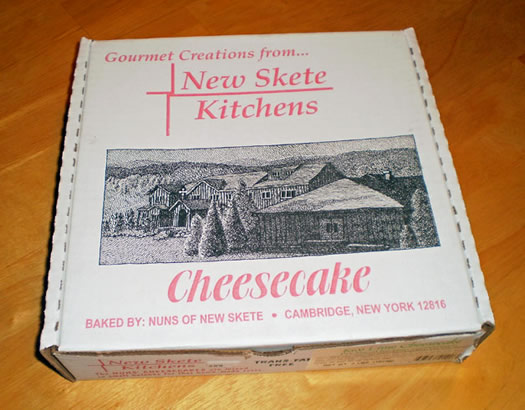 Gourmet Creations from...
New Skete
Kitchens
Cheesecake
BAKED BY: NUNS OF NEW SKETE • CAMBRIDGE, NEW YORK 12816
New Skete
Kitchens
TRANS FAT
FREE